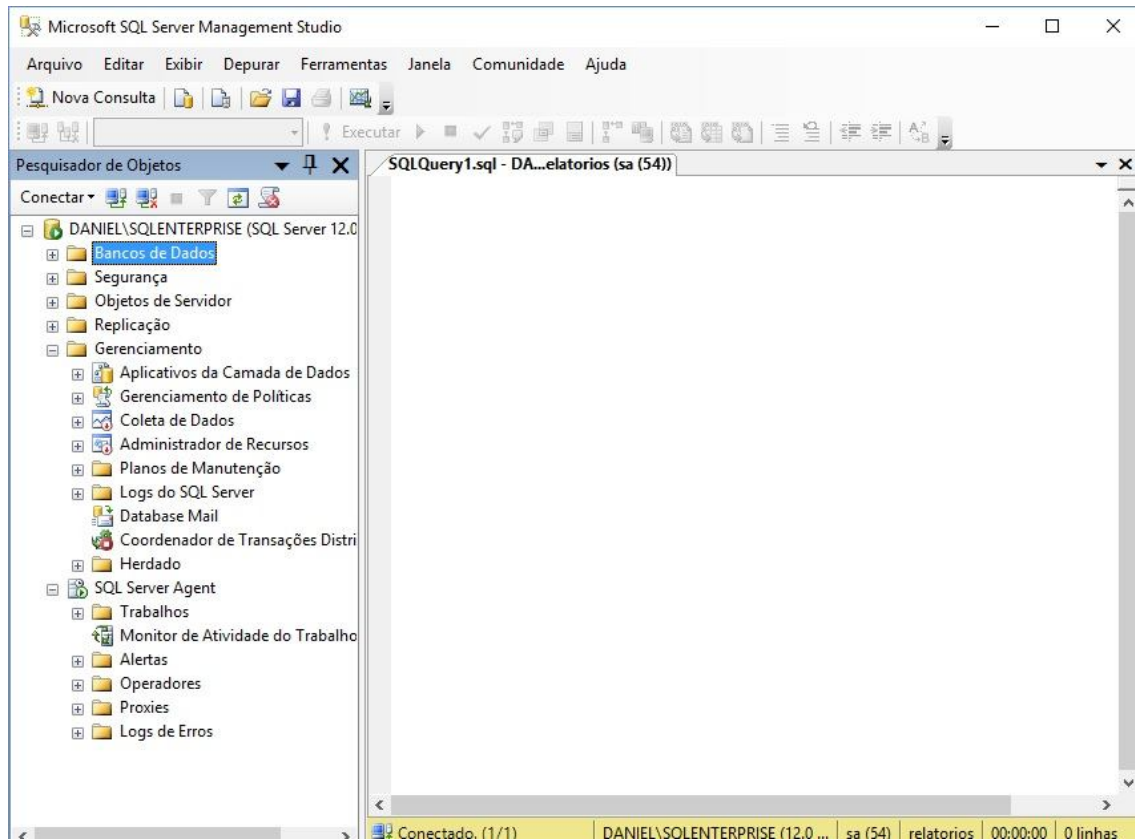 Microsoft SQL Server Management Studio
Arquivo Editar Exibir Depurar Ferramentas Janela Comunidade Ajuda
Nova Consulta
Executar
Pesquisador de Objetos
SQLQuery1.sql - DA...elatorios (sa (54))
Conectar
DANIEL\SQLENTERPRISE (SQL Server 12.0
Bancos de Dados
Segurança
Objetos de Servidor
Replicação
Gerenciamento
Aplicativos da Camada de Dados
Gerenciamento de Políticas
Coleta de Dados
Administrador de Recursos
Planos de Manutenção
Logs do SQL Server
Database Mail
Coordenador de Transações Distri
Herdado
SQL Server Agent
Trabalhos
Monitor de Atividade do Trabalho
Alertas
Operadores
Proxies
Logs de Erros
Conectado. (1/1) DANIEL\SQLENTERPRISE (12.0 ... sa (54) relatorios 00:00:00 0 linhas